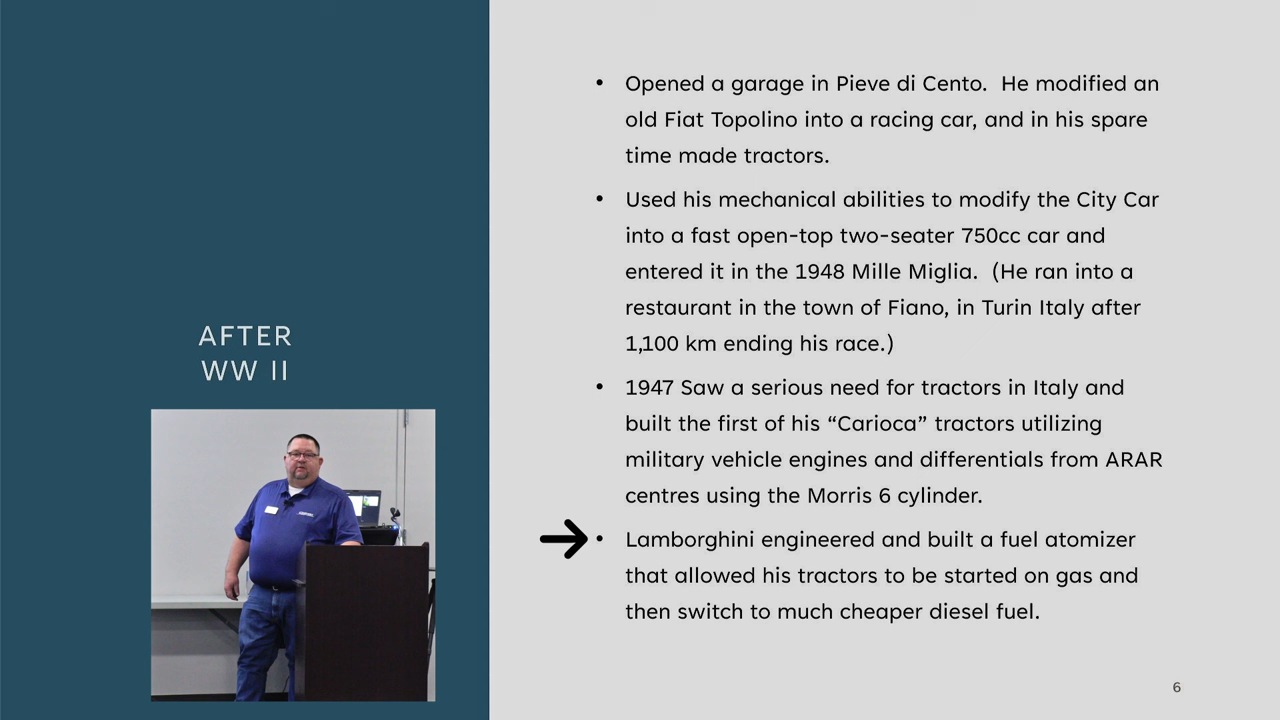 AFTER
WW II
• Opened a garage in Pieve di Cento.  He modified an
old Fiat Topolino into a racing car, and in his spare
time made tractors.
• Used his mechanical abilities to modify the City Car
into a fast open-top two-seater 750cc car and
entered it in the 1948 Mille Miglia.  (He ran into a
restaurant in the town of Fiano, in Turin Italy after
1,100 km ending his race.)
• 1947 Saw a serious need for tractors in Italy and
built the first of his “Carioca” tractors utilizing
military vehicle engines and differentials from ARAR
centres using the Morris 6 cylinder.
• Lamborghini engineered and built a fuel atomizer
that allowed his tractors to be started on gas and
then switch to much cheaper diesel fuel.
6